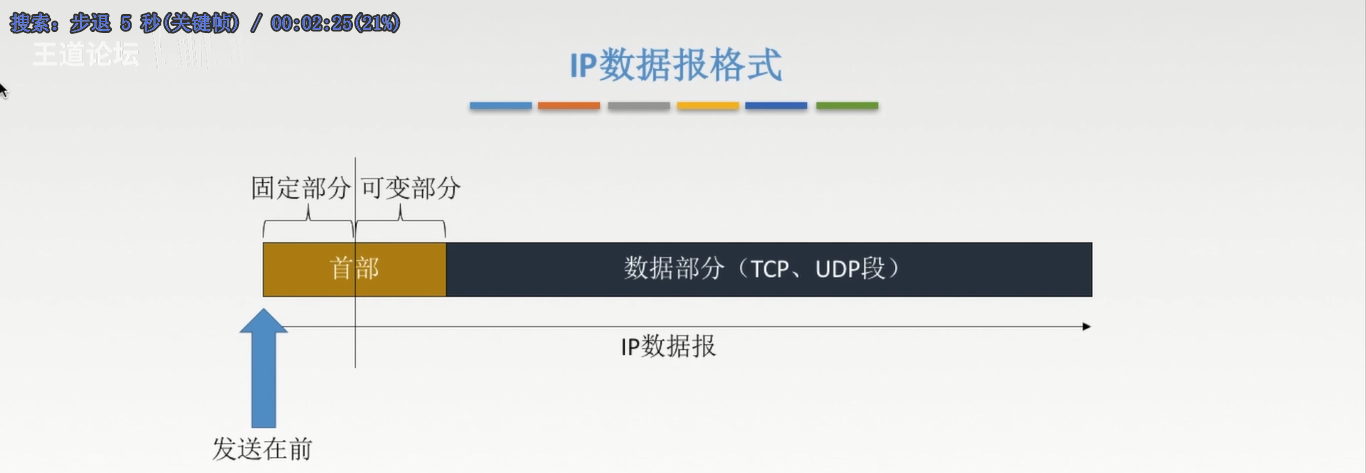 搜索: 步退 5 秒(关键帧) / 00:02:25(21%)
王道论坛
IP数据报格式
固定部分 可变部分
首部 数据部分（TCP、UDP段）
IP数据报
发送在前